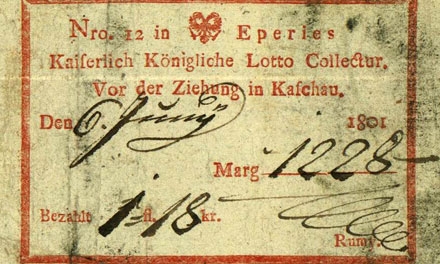 Nro. 12 in Eperies
Kaiserlich Königliche Lotto Collectur.
Vor der Ziehung in Kaschau.
Den 6. Juny 1801
Marg 1228
Bezahlt 1 fl. 18 kr.
Rumy.